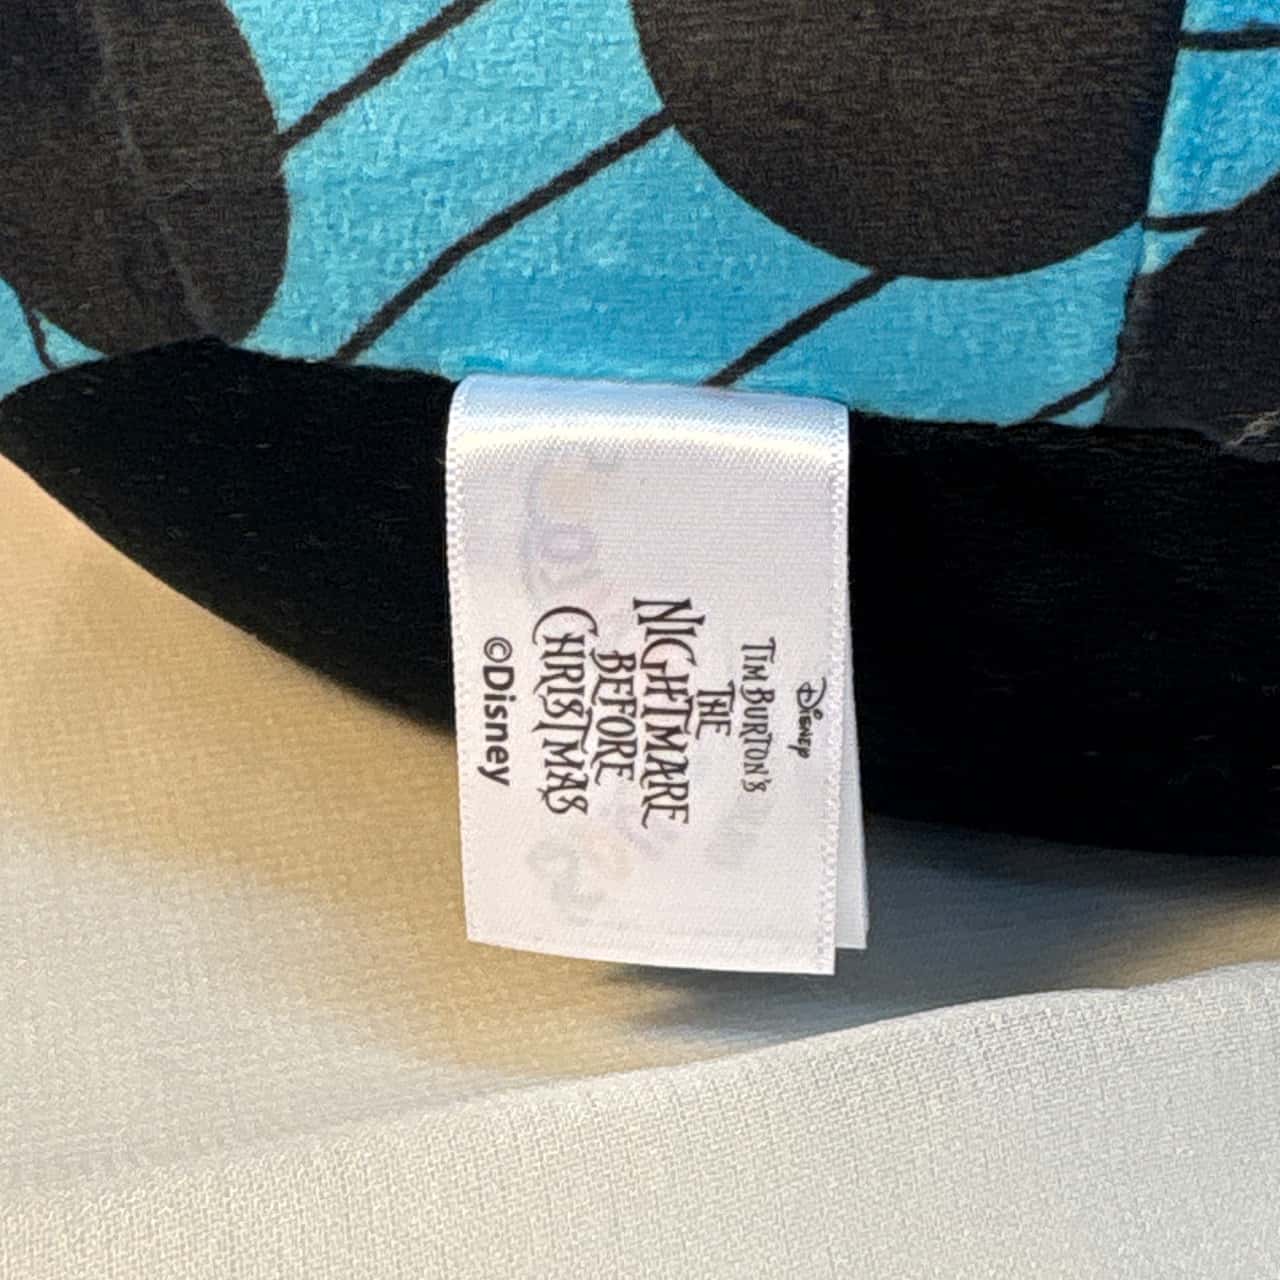 Disney
TIM BURTON'S
THE
NIGHTMARE
BEFORE
CHRISTMAS
©Disney